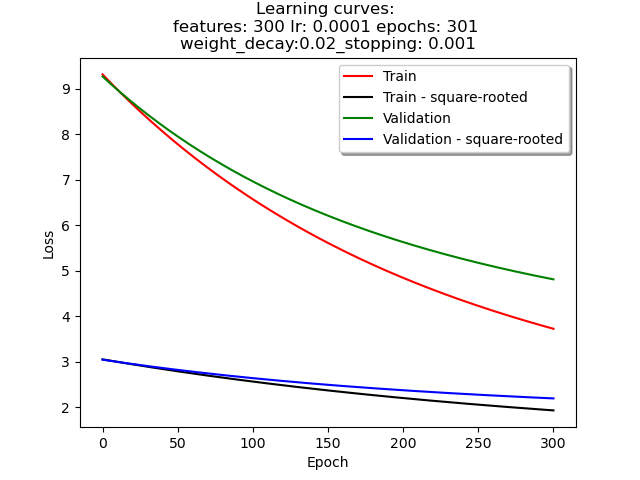 Learning curves:
features: 300 lr: 0.0001 epochs: 301
weight_decay:0.02_stopping: 0.001
Train
Train - square-rooted
Validation
Validation - square-rooted
Loss
9
8
7
6
5
4
3
2
0 50 100 150 200 250 300
Epoch